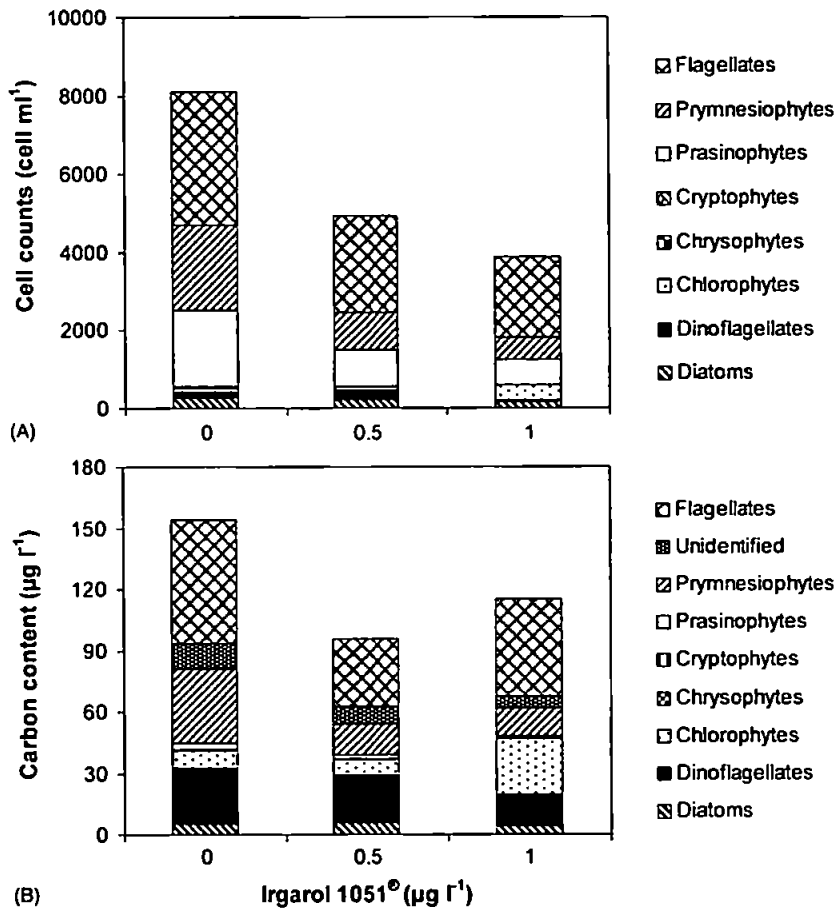 10000
8000
6000
4000
2000
0
Cell counts (cell ml¹)
(A)
0 0.5 1
Flagellates
Prymnesiophytes
Prasinophytes
Cryptophytes
Chrysophytes
Chlorophytes
Dinoflagellates
Diatoms
180
150
120
90
60
30
0
Carbon content (µg l⁻¹)
(B)
0 0.5 1
Irgarol 1051® (µg l⁻¹)
Flagellates
Unidentified
Prymnesiophytes
Prasinophytes
Cryptophytes
Chrysophytes
Chlorophytes
Dinoflagellates
Diatoms